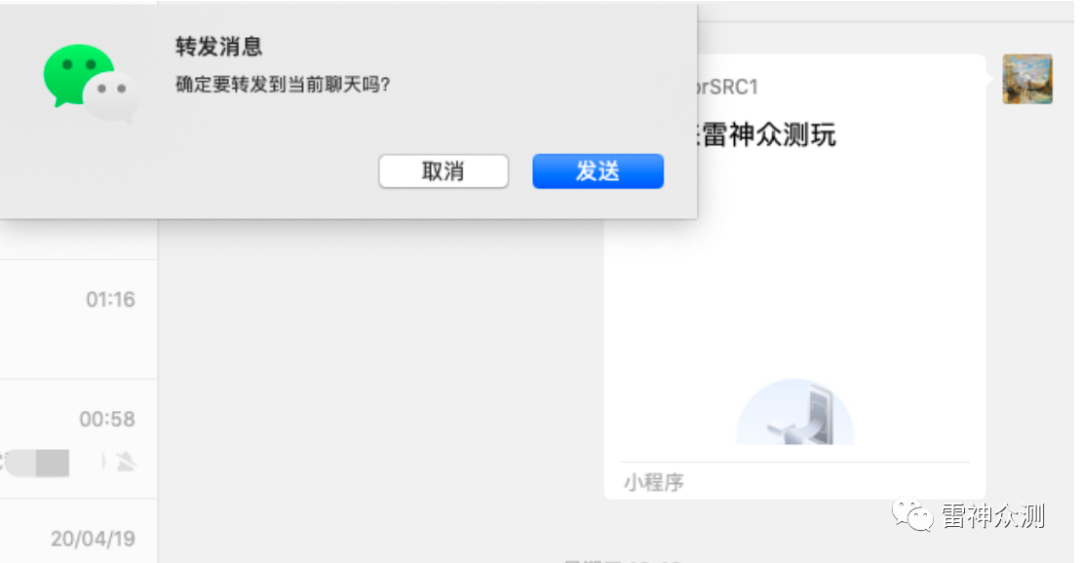 转发消息
确定要转发到当前聊天吗?
取消
发送
orSRC1
雷神众测玩
01:16
00:58
20/04/19
小程序
雷神众测